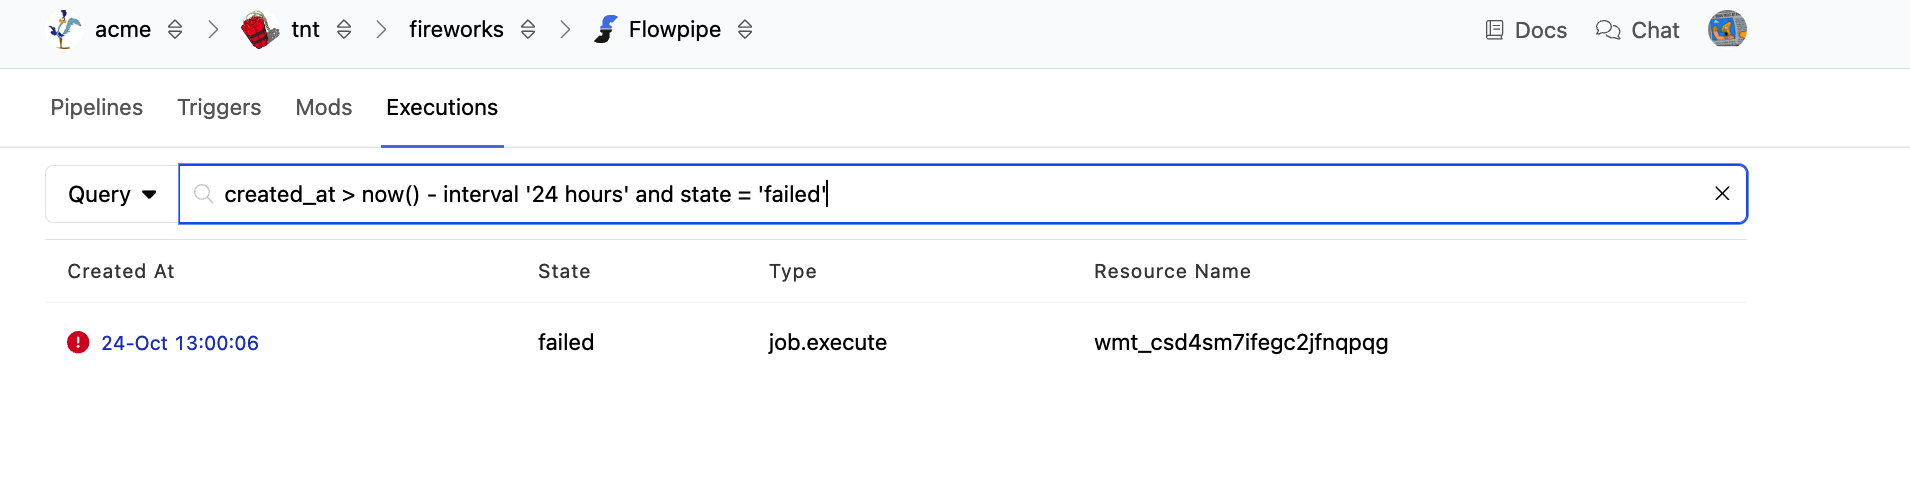 acme tnt fireworks Flowpipe Docs Chat
Pipelines Triggers Mods Executions
Query created_at > now() - interval '24 hours' and state = 'failed'
Created At State Type Resource Name
24-Oct 13:00:06 failed job.execute wmt_csd4sm7ifegc2jfnqpqg